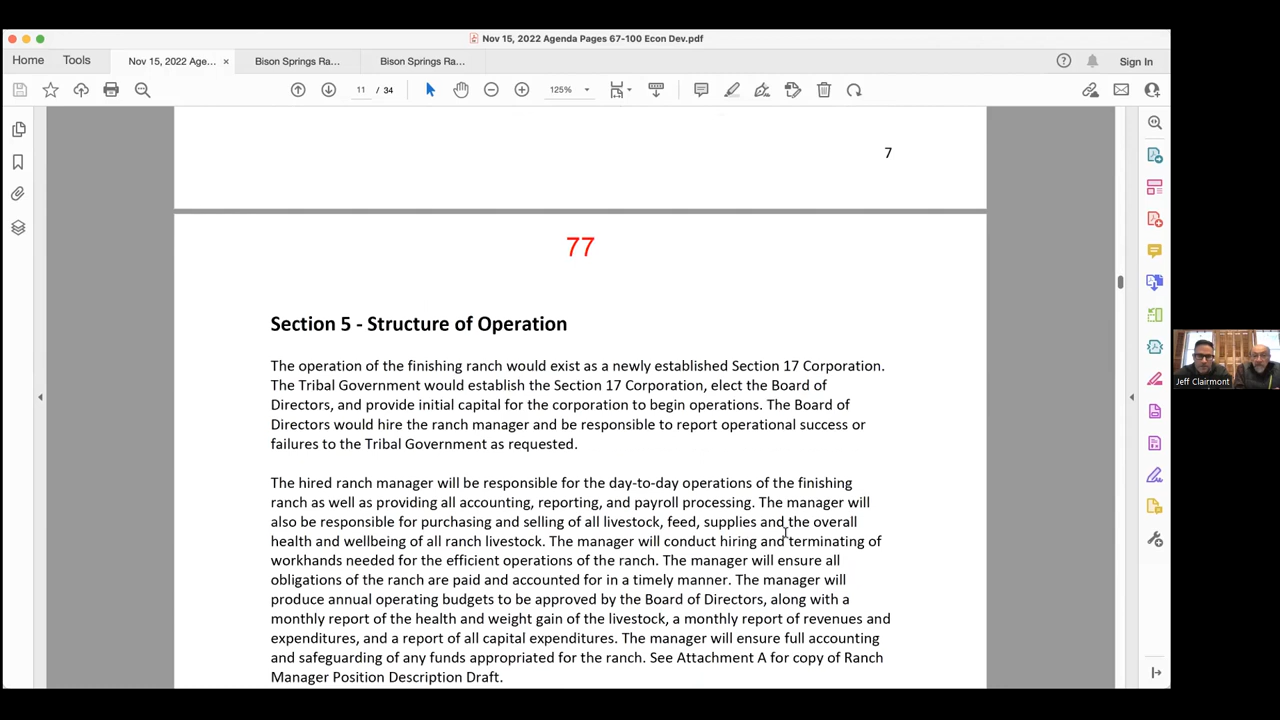 Nov 15, 2022 Agenda Pages 67-100 Econ Dev.pdf
Home
Tools
Nov 15, 2022 Age...
Bison Springs Ra...
Bison Springs Ra...
Sign In
11 / 34
125%
7
77
Section 5 - Structure of Operation
The operation of the finishing ranch would exist as a newly established Section 17 Corporation.
The Tribal Government would establish the Section 17 Corporation, elect the Board of
Directors, and provide initial capital for the corporation to begin operations. The Board of
Directors would hire the ranch manager and be responsible to report operational success or
failures to the Tribal Government as requested.
The hired ranch manager will be responsible for the day-to-day operations of the finishing
ranch as well as providing all accounting, reporting, and payroll processing. The manager will
also be responsible for purchasing and selling of all livestock, feed, supplies and the overall
health and wellbeing of all ranch livestock. The manager will conduct hiring and terminating of
workhands needed for the efficient operations of the ranch. The manager will ensure all
obligations of the ranch are paid and accounted for in a timely manner. The manager will
produce annual operating budgets to be approved by the Board of Directors, along with a
monthly report of the health and weight gain of the livestock, a monthly report of revenues and
expenditures, and a report of all capital expenditures. The manager will ensure full accounting
and safeguarding of any funds appropriated for the ranch. See Attachment A for copy of Ranch
Manager Position Description Draft.
Jeff Clairmont